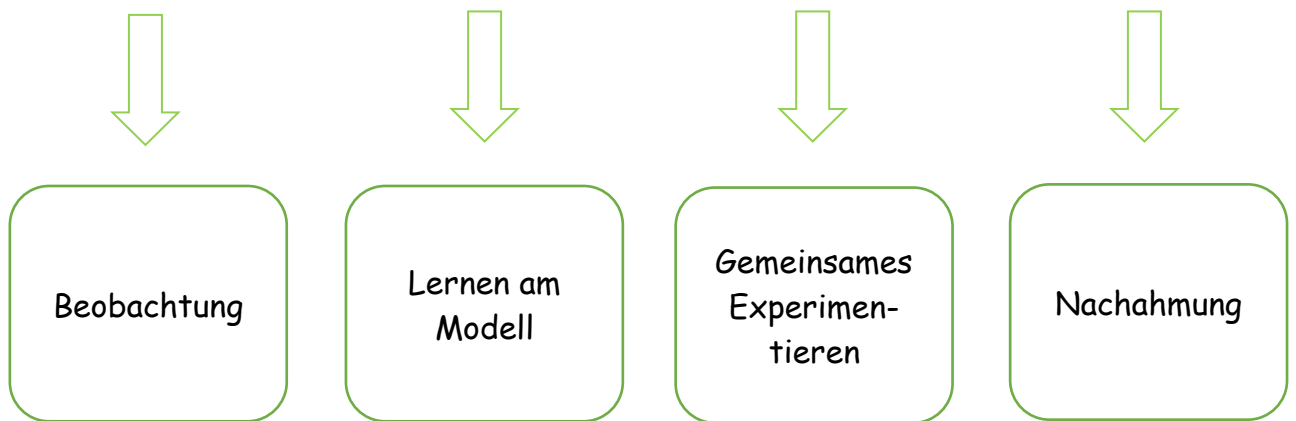 Beobachtung
Lernen am
Modell
Gemeinsames
Experimen-
tieren
Nachahmung